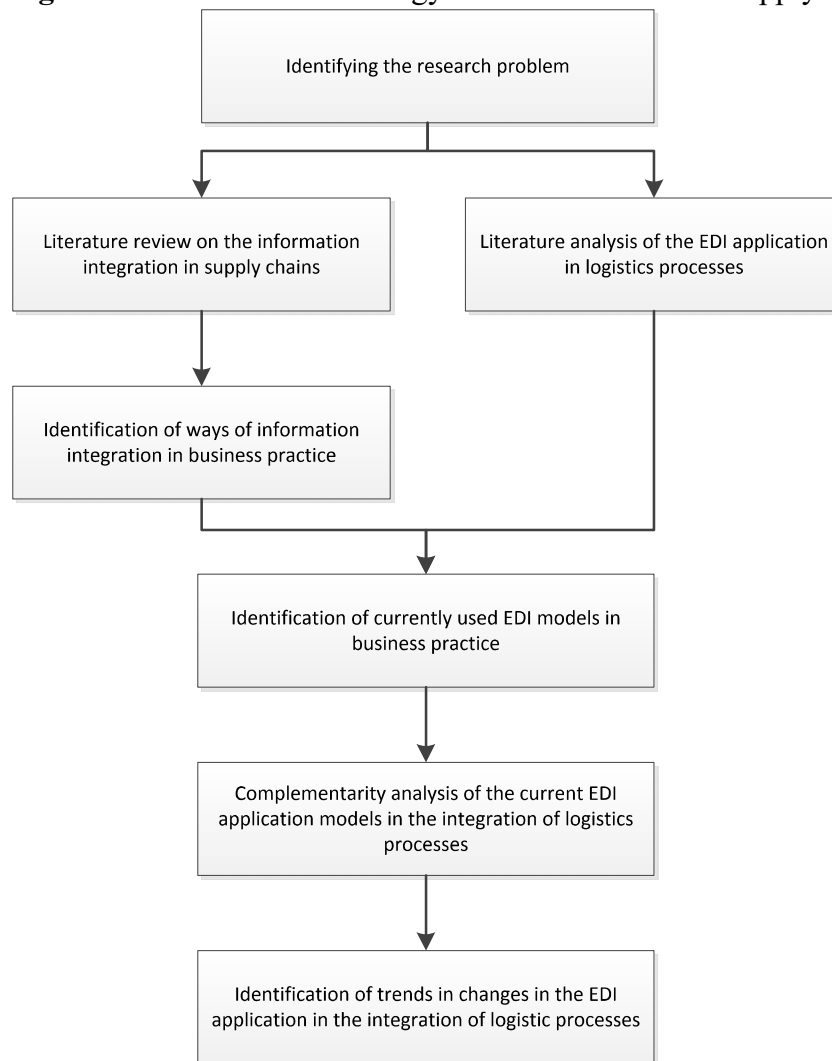 gy
pply
Identifying the research problem
Literature review on the information
integration in supply chains
Literature analysis of the EDI application
in logistics processes
Identification of ways of information
integration in business practice
Identification of currently used EDI models in
business practice
Complementarity analysis of the current EDI
application models in the integration of logistics
processes
Identification of trends in changes in the EDI
application in the integration of logistic processes